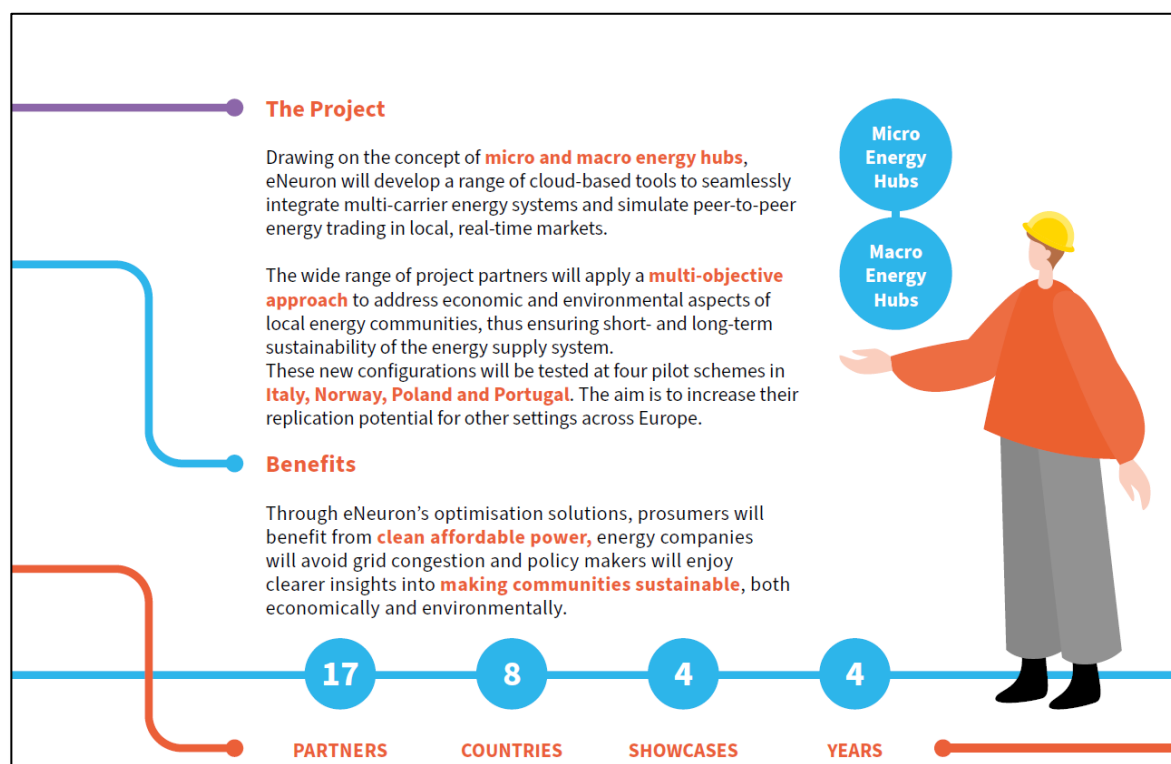 The Project
Drawing on the concept of micro and macro energy hubs,
eNeuron will develop a range of cloud-based tools to seamlessly
integrate multi-carrier energy systems and simulate peer-to-peer
energy trading in local, real-time markets.
The wide range of project partners will apply a multi-objective
approach to address economic and environmental aspects of
local energy communities, thus ensuring short- and long-term
sustainability of the energy supply system.
These new configurations will be tested at four pilot schemes in
Italy, Norway, Poland and Portugal. The aim is to increase their
replication potential for other settings across Europe.
Micro
Energy
Hubs
Macro
Energy
Hubs
Benefits
Through eNeuron’s optimisation solutions, prosumers will
benefit from clean affordable power, energy companies
will avoid grid congestion and policy makers will enjoy
clearer insights into making communities sustainable, both
economically and environmentally.
17 8 4 4
PARTNERS COUNTRIES SHOWCASES YEARS